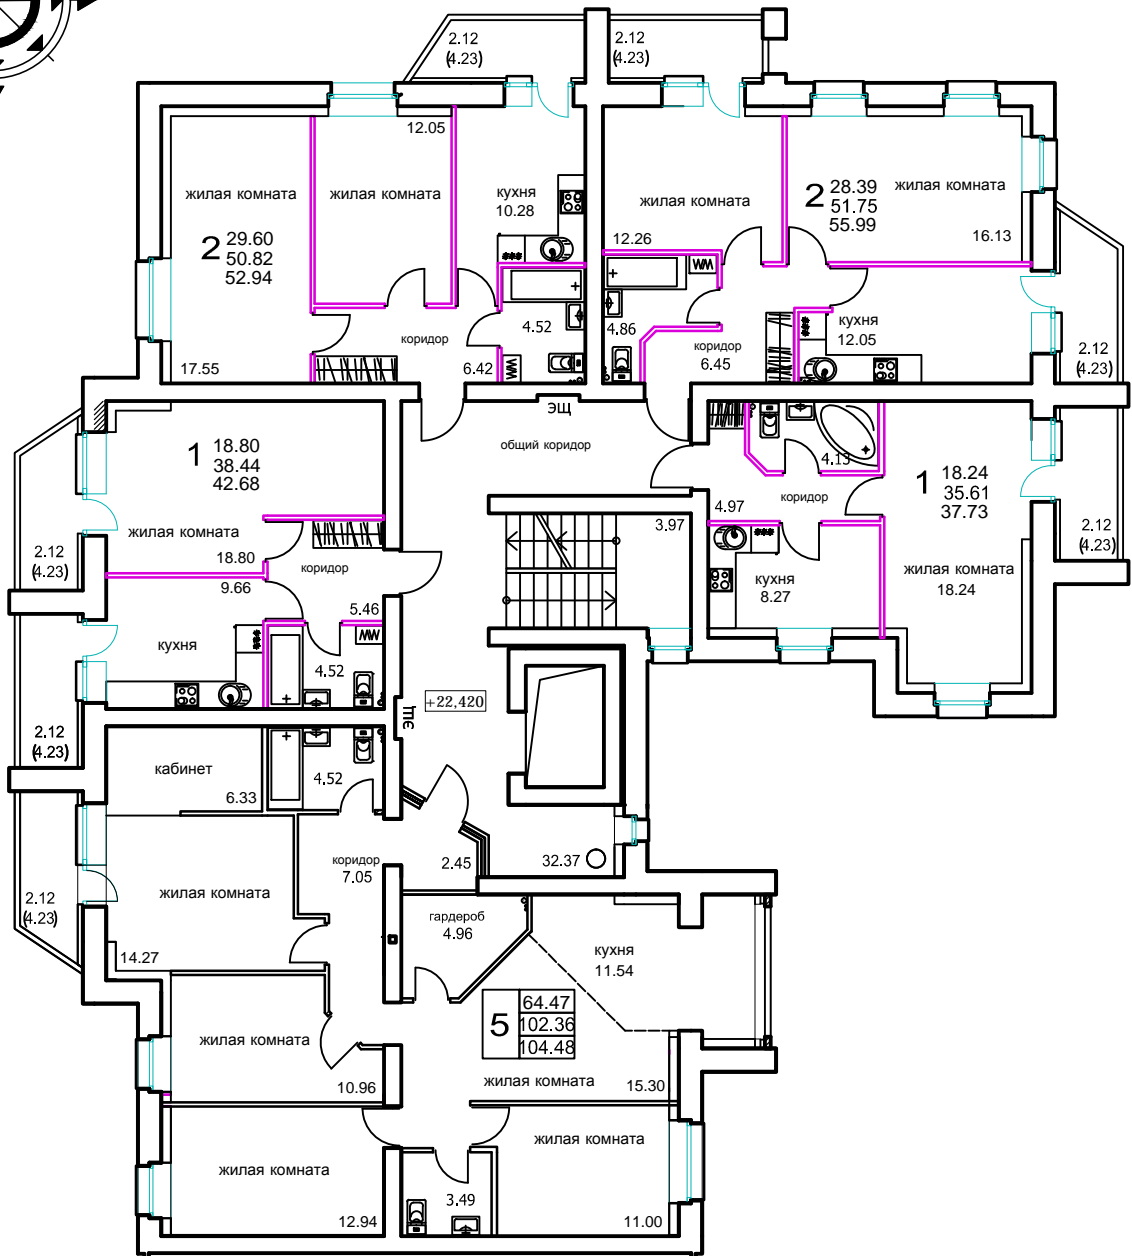 2.12
(4.23)
2.12
(4.23)
12.05
жилая комната
жилая комната
кухня
10.28
2
29.60
50.82
52.94
17.55
коридор
6.42
4.52
жилая комната
12.26
2
28.39
51.75
55.99
жилая комната
16.13
4.86
коридор
6.45
кухня
12.05
2.12
(4.23)
ЭЩ
общий коридор
1
18.80
38.44
42.68
жилая комната
18.80
2.12
(4.23)
коридор
5.46
9.66
кухня
4.52
2.12
(4.23)
3.97
4.13
4.97
коридор
кухня
8.27
1
18.24
35.61
37.73
жилая комната
18.24
2.12
(4.23)
+22,420
ЭЩ
кабинет
6.33
4.52
коридор
7.05
2.45
32.37
жилая комната
14.27
2.12
(4.23)
гардероб
4.96
кухня
11.54
5
64.47
102.36
104.48
жилая комната
10.96
жилая комната
15.30
жилая комната
12.94
3.49
жилая комната
11.00